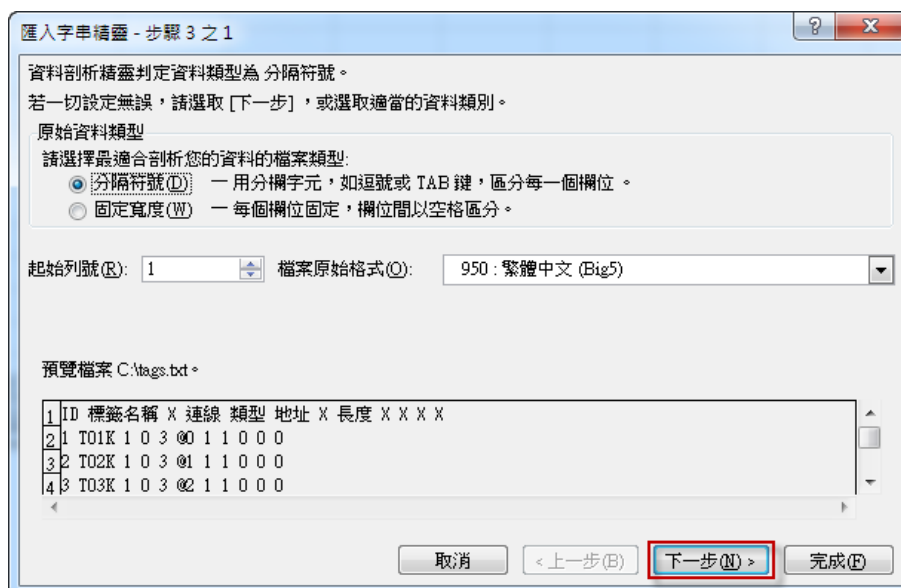 匯入字串精靈 - 步驟 3 之 1
資料剖析精靈判定資料類型為 分隔符號。
若一切設定無誤，請選取 [下一步] ，或選取適當的資料類別。
原始資料類型
請選擇最適合剖析您的資料的檔案類型:
分隔符號(D) 一 用分欄字元，如逗號或 TAB 鍵，區分每一個欄位 。
固定寬度(W) 一 每個欄位固定，欄位間以空格區分。
起始列號(R): 1 檔案原始格式(O): 950 : 繁體中文 (Big5)
預覽檔案 C:\tags.txt。
1 ID 標籤名稱 X 連線 類型 地址 X 長度 X X X X
2 1 T01K 1 0 3 @0 1 1 0 0 0
3 2 T02K 1 0 3 @1 1 1 0 0 0
4 3 T03K 1 0 3 @2 1 1 0 0 0
取消 < 上一步(B) 下一步(N) > 完成(F)